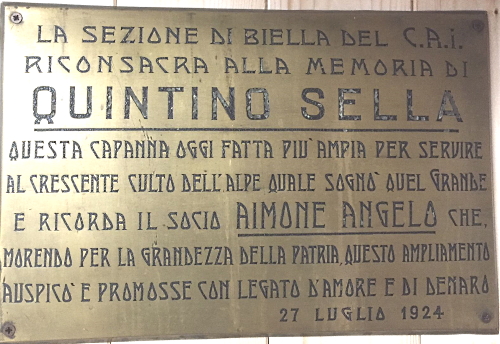 LA SEZIONE DI BIELLA DEL C.A.I.
RICONSACRA ALLA MEMORIA DI
QUINTINO SELLA
QUESTA CAPANNA OGGI FATTA PIU' AMPIA PER SERVIRE
AL CRESCENTE CULTO DELL'ALPE QUALE SOGNO' QUEL GRANDE
E RICORDA IL SOCIO AIMONE ANGELO CHE,
MORENDO PER LA GRANDEZZA DELLA PATRIA, QUESTO AMPLIAMENTO
AUSPICO' E PROMOSSE CON LEGATO D'AMORE E DI DENARO
27 LUGLIO 1924